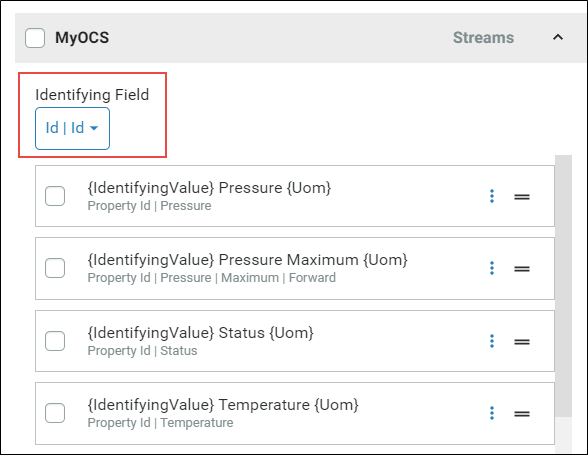 MyOCS Streams
Identifying Field
Id | Id
{IdentifyingValue} Pressure {Uom}
Property Id | Pressure
{IdentifyingValue} Pressure Maximum {Uom}
Property Id | Pressure | Maximum | Forward
{IdentifyingValue} Status {Uom}
Property Id | Status
{IdentifyingValue} Temperature {Uom}
Property Id | Temperature